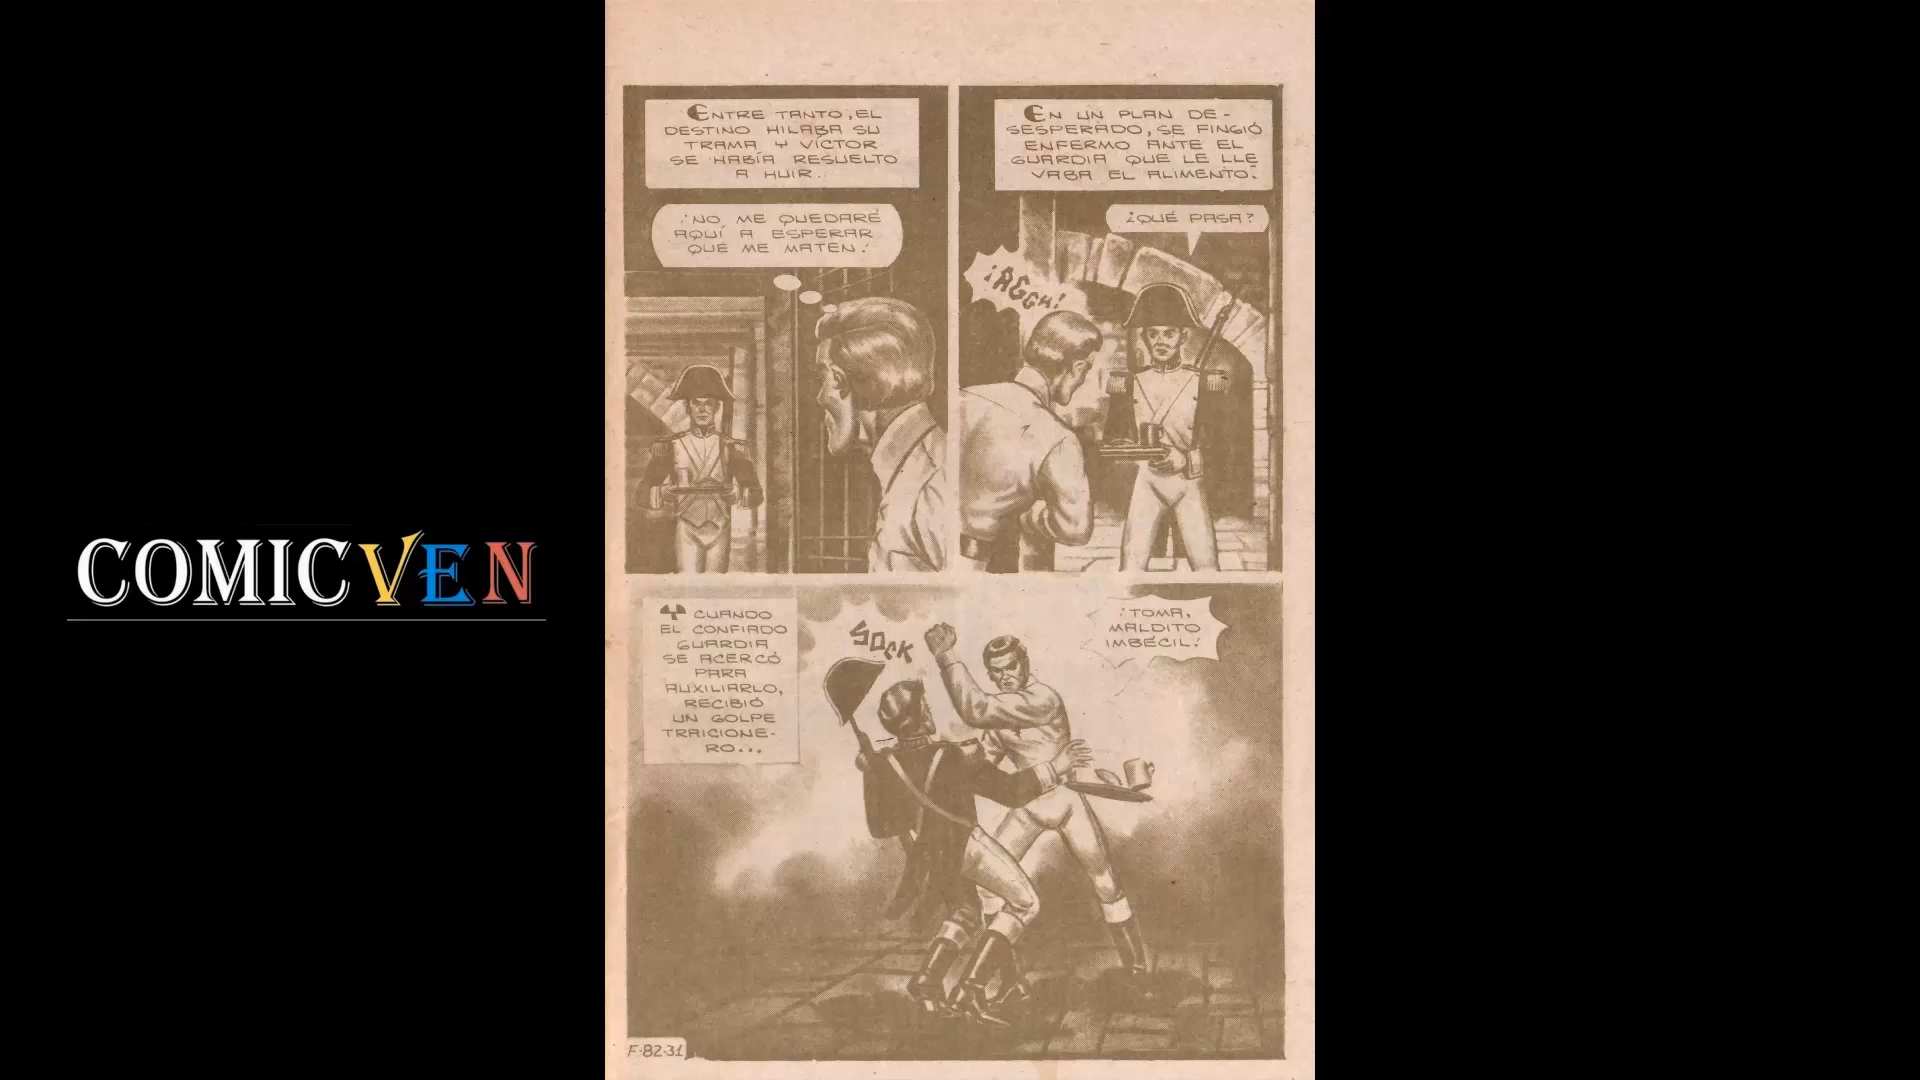 COMICVEN
ENTRE TANTO, EL
DESTINO HILABA SU
TRAMA Y VÍCTOR
SE HABÍA RESUELTO
A HUIR.
¡NO ME QUEDARÉ
AQUÍ A ESPERAR
QUE ME MATEN!
EN UN PLAN DE-
SESPERADO, SE FINGIÓ
ENFERMO ANTE EL
GUARDIA QUE LE LLE
VABA EL ALIMENTO.
¿QUÉ PASA?
¡AGGH!
Y CUANDO
EL CONFIADO
GUARDIA
SE ACERCÓ
PARA
AUXILIARLO,
RECIBIÓ
UN GOLPE
TRAICIONE-
RO...
SOCK
¡TOMA,
MALDITO
IMBÉCIL!
F-82-31